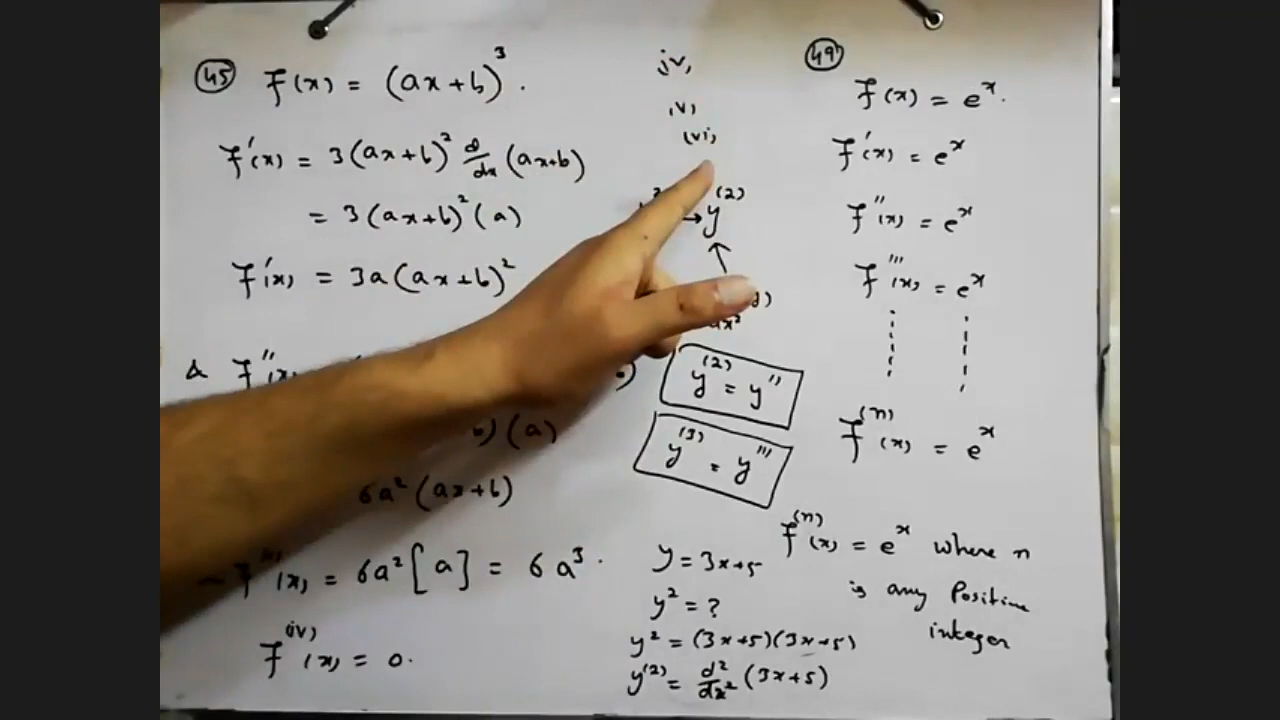 45
f(x) = (ax+b)³.
f'(x) = 3(ax+b)² d/dx (ax+b)
= 3(ax+b)²(a)
f'(x) = 3a(ax+b)²
& f''(x)
b)(a)
6a²(ax+b)
f'''(x) = 6a²[a] = 6a³.
f⁽ⁱᵛ⁾(x) = 0.
iv,
(v)
(vi)
→ y⁽²⁾
dx²
y⁽²⁾ = y''
y⁽³⁾ = y'''
y = 3x+5
y² = ?
y² = (3x+5)(3x+5)
y⁽²⁾ = d²/dx² (3x+5)
49
f(x) = eˣ.
f'(x) = eˣ
f''(x) = eˣ
f'''(x) = eˣ
f⁽ⁿ⁾(x) = eˣ
f⁽ⁿ⁾(x) = eˣ where n
is any Positive
integer